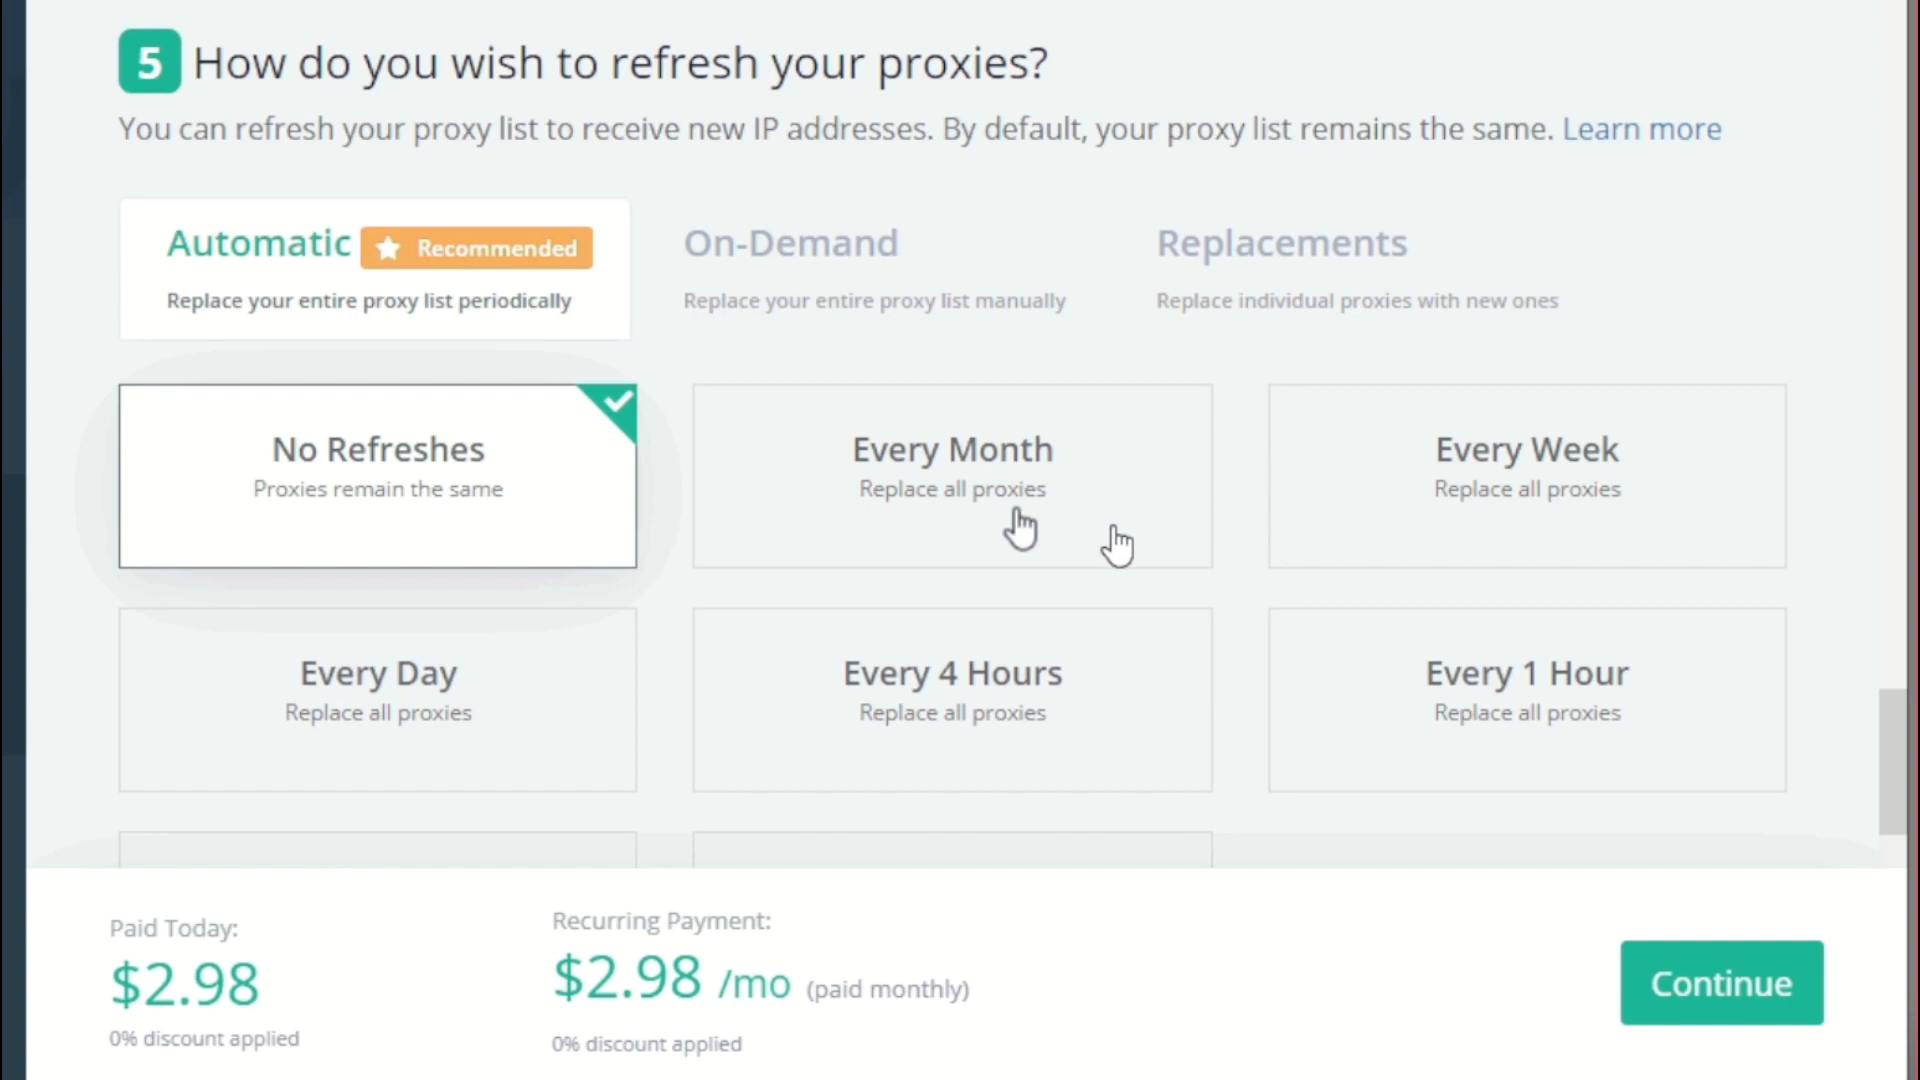 5 How do you wish to refresh your proxies?
You can refresh your proxy list to receive new IP addresses. By default, your proxy list remains the same. Learn more
Automatic Recommended
Replace your entire proxy list periodically
On-Demand
Replace your entire proxy list manually
Replacements
Replace individual proxies with new ones
No Refreshes
Proxies remain the same
Every Month
Replace all proxies
Every Week
Replace all proxies
Every Day
Replace all proxies
Every 4 Hours
Replace all proxies
Every 1 Hour
Replace all proxies
Paid Today:
$2.98
0% discount applied
Recurring Payment:
$2.98 /mo (paid monthly)
0% discount applied
Continue